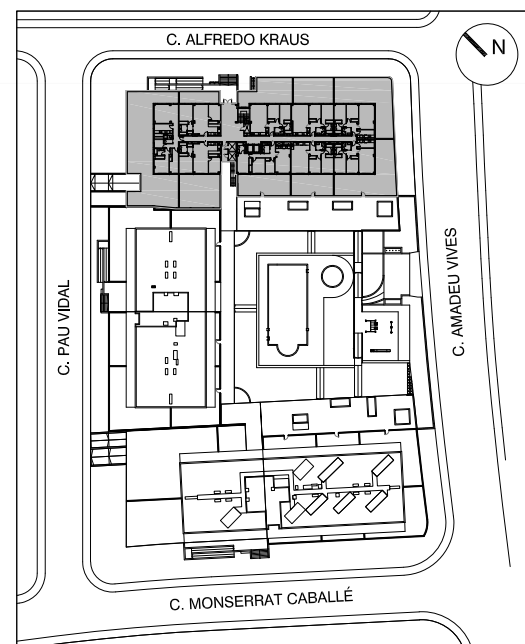 C. ALFREDO KRAUS
N
C. PAU VIDAL
C. AMADEU VIVES
C. MONSERRAT CABALLÉ